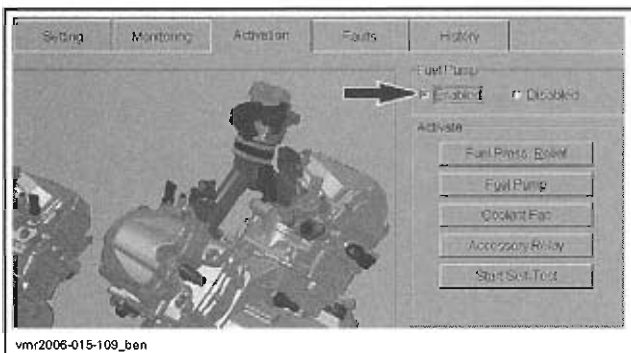 Setting Monitoring Activation Faults History
Fuel Pump
Enabled Disabled
Activate
Fuel Press. Relief
Fuel Pump
Coolant Fan
Accessory Relay
Start Self-Test
vmr2006-015-109_ben